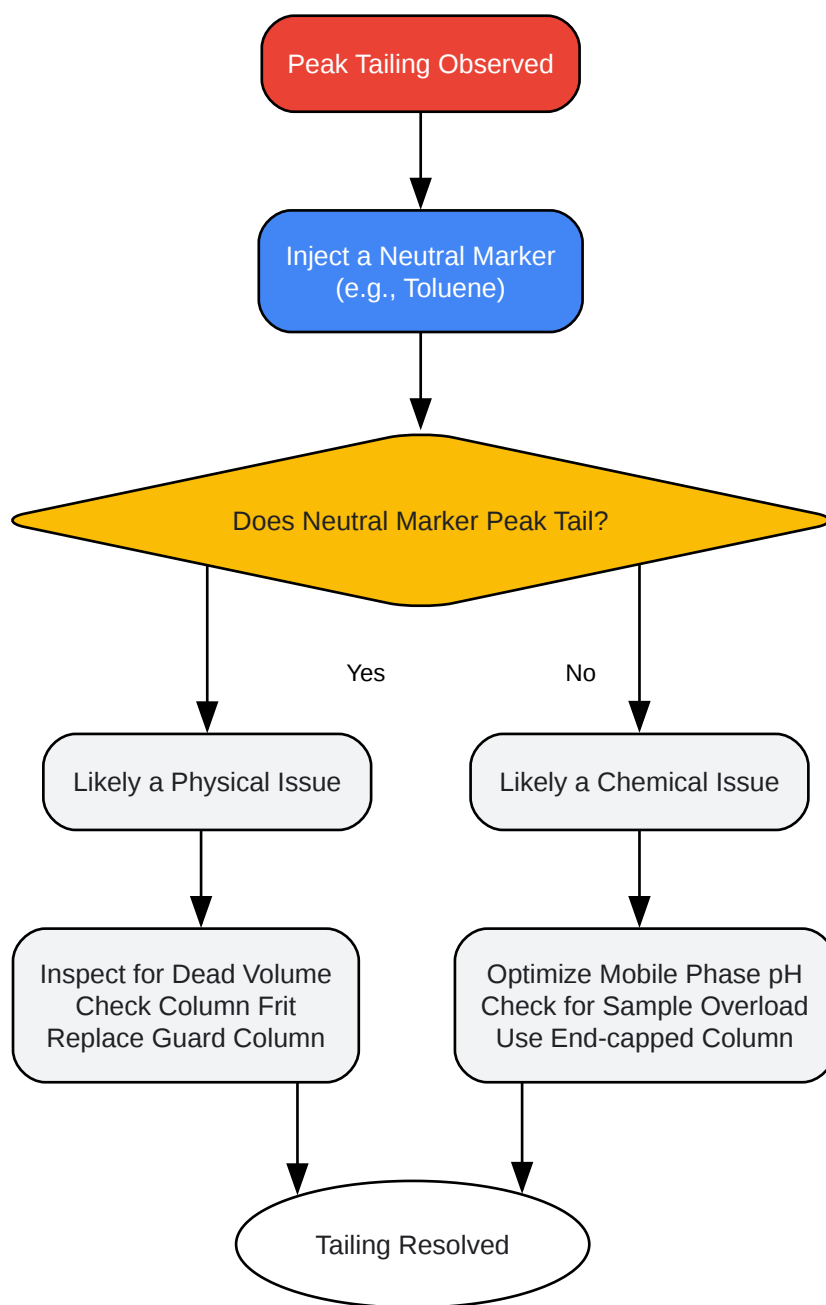 Peak Tailing Observed
Inject a Neutral Marker
(e.g., Toluene)
Does Neutral Marker Peak Tail?
Yes
No
Likely a Physical Issue
Likely a Chemical Issue
Inspect for Dead Volume
Check Column Frit
Replace Guard Column
Optimize Mobile Phase pH
Check for Sample Overload
Use End-capped Column
Tailing Resolved